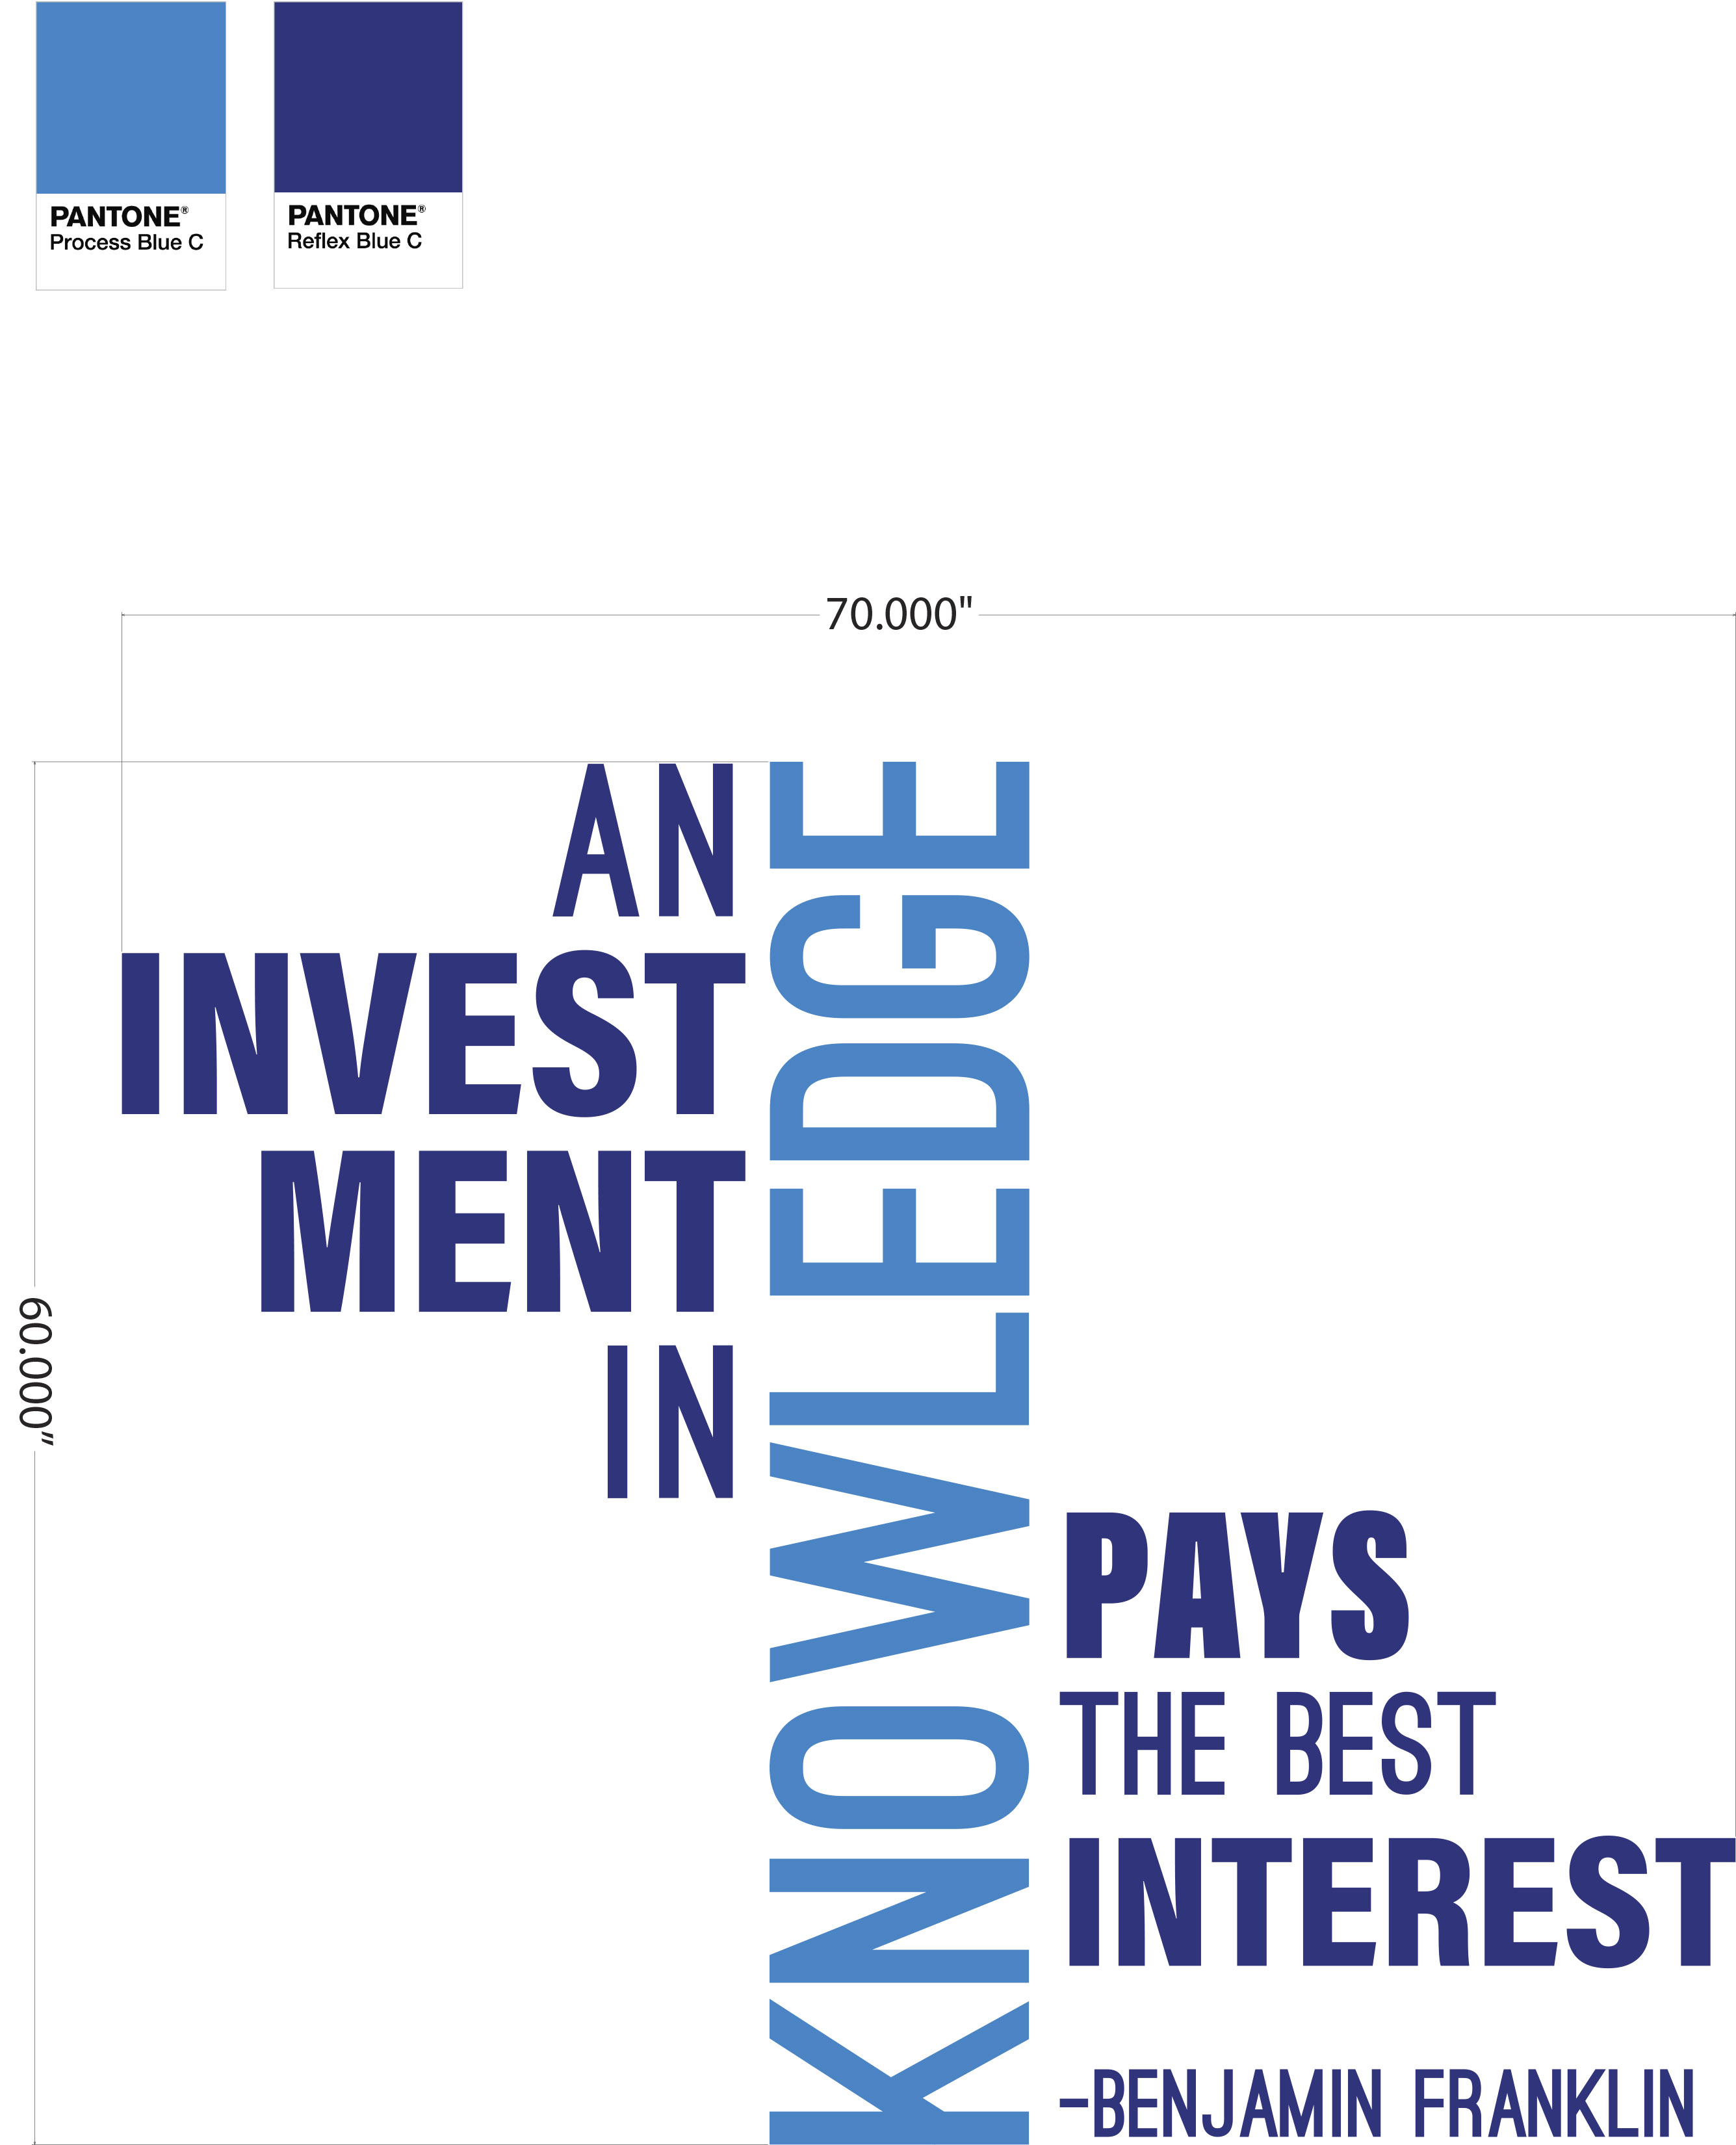 PANTONE®
Process Blue C
PANTONE®
Reflex Blue C
70.000"
60.000"
AN
INVEST
MENT
IN
KNOWLEDGE
PAYS
THE BEST
INTEREST
–BENJAMIN FRANKLIN